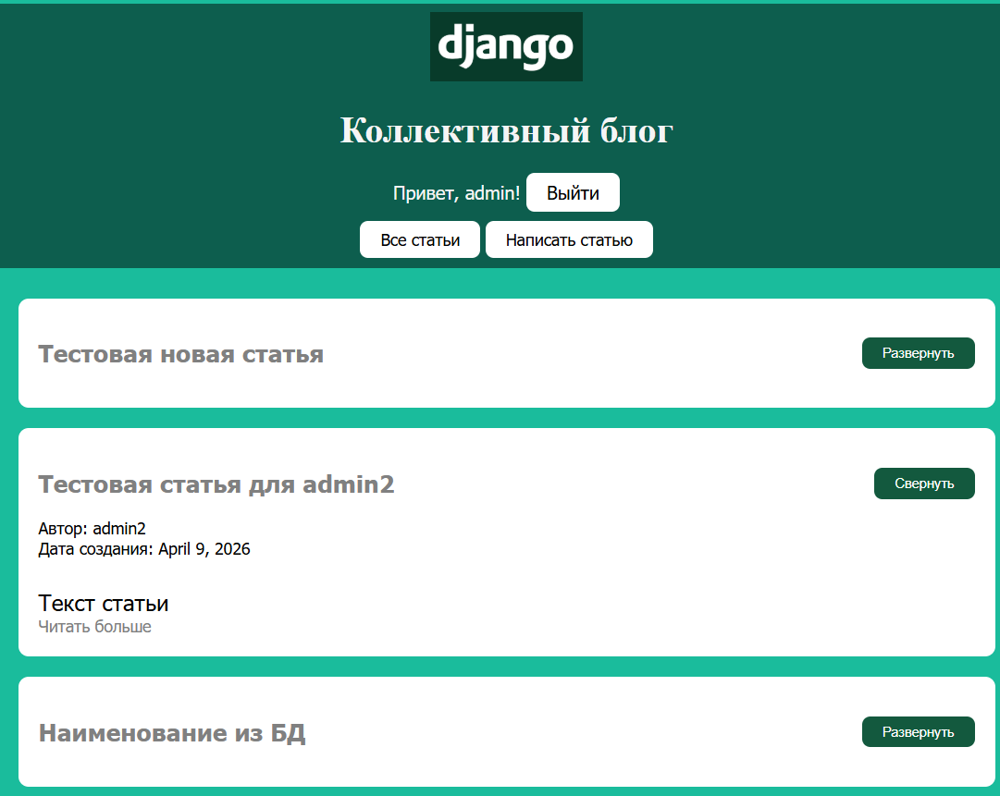 django
Коллективный блог
Привет, admin! Выйти
Все статьи Написать статью
Тестовая новая статья Развернуть
Тестовая статья для admin2 Свернуть
Автор: admin2
Дата создания: April 9, 2026
Текст статьи
Читать больше
Наименование из БД Развернуть